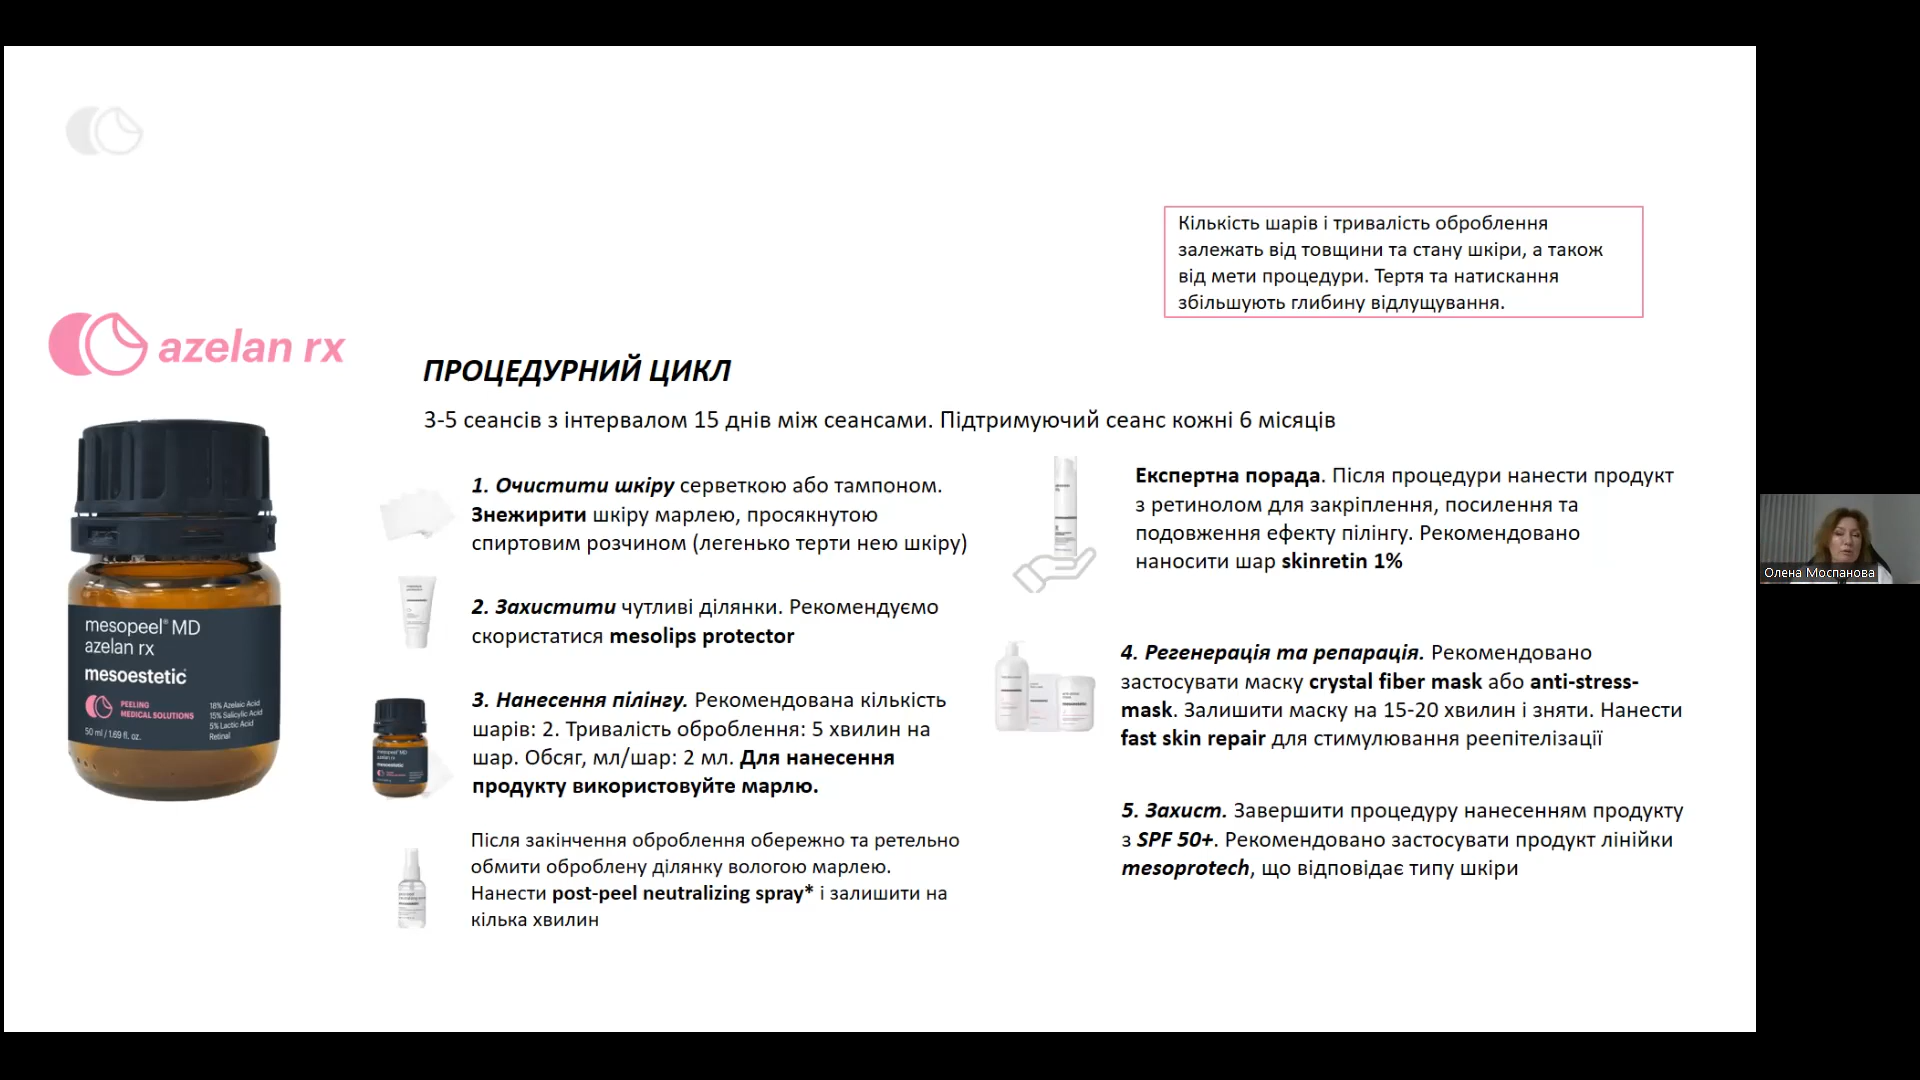 Кількість шарів і тривалість оброблення
залежать від товщини та стану шкіри, а також
від мети процедури. Тертя та натискання
збільшують глибину відлущування.
azelan rx
ПРОЦЕДУРНИЙ ЦИКЛ
3-5 сеансів з інтервалом 15 днів між сеансами. Підтримуючий сеанс кожні 6 місяців
mesopeel® MD
azelan rx
mesoestetic®
PEELING
MEDICAL SOLUTIONS
18% Azelaic Acid
15% Salicylic Acid
5% Lactic Acid
Retinal
50 ml / 1.69 fl. oz.
1. Очистити шкіру серветкою або тампоном.
Знежирити шкіру марлею, просякнутою
спиртовим розчином (легенько терти нею шкіру)
2. Захистити чутливі ділянки. Рекомендуємо
скористатися mesolips protector
3. Нанесення пілінгу. Рекомендована кількість
шарів: 2. Тривалість оброблення: 5 хвилин на
шар. Обсяг, мл/шар: 2 мл. Для нанесення
продукту використовуйте марлю.
Після закінчення оброблення обережно та ретельно
обмити оброблену ділянку вологою марлею.
Нанести post-peel neutralizing spray* і залишити на
кілька хвилин
Експертна порада. Після процедури нанести продукт
з ретинолом для закріплення, посилення та
подовження ефекту пілінгу. Рекомендовано
наносити шар skinretin 1%
4. Регенерація та репарація. Рекомендовано
застосувати маску crystal fiber mask або anti-stress-
mask. Залишити маску на 15-20 хвилин і зняти. Нанести
fast skin repair для стимулювання реепітелізації
5. Захист. Завершити процедуру нанесенням продукту
з SPF 50+. Рекомендовано застосувати продукт лінійки
mesoprotech, що відповідає типу шкіри
Олена Моспанова